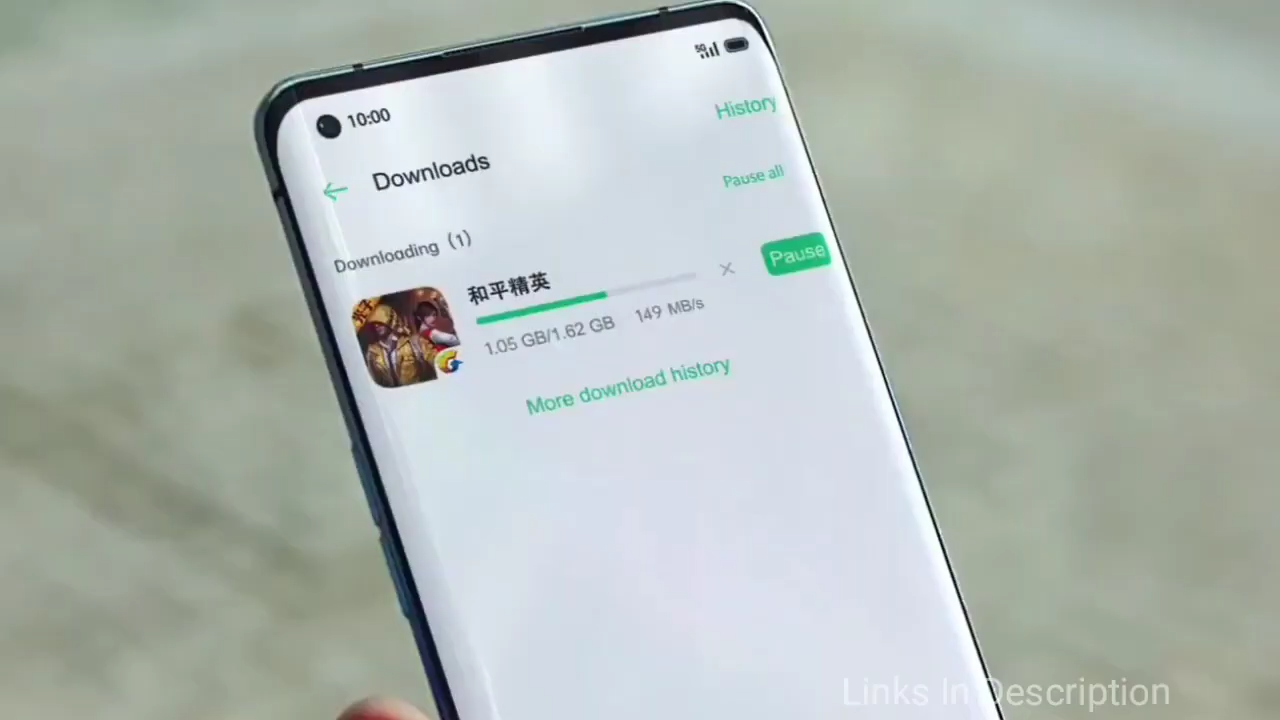 10:00
5G
History
Downloads
Pause all
Downloading (1)
和平精英
Pause
1.05 GB/1.62 GB 149 MB/s
More download history
Links In Description